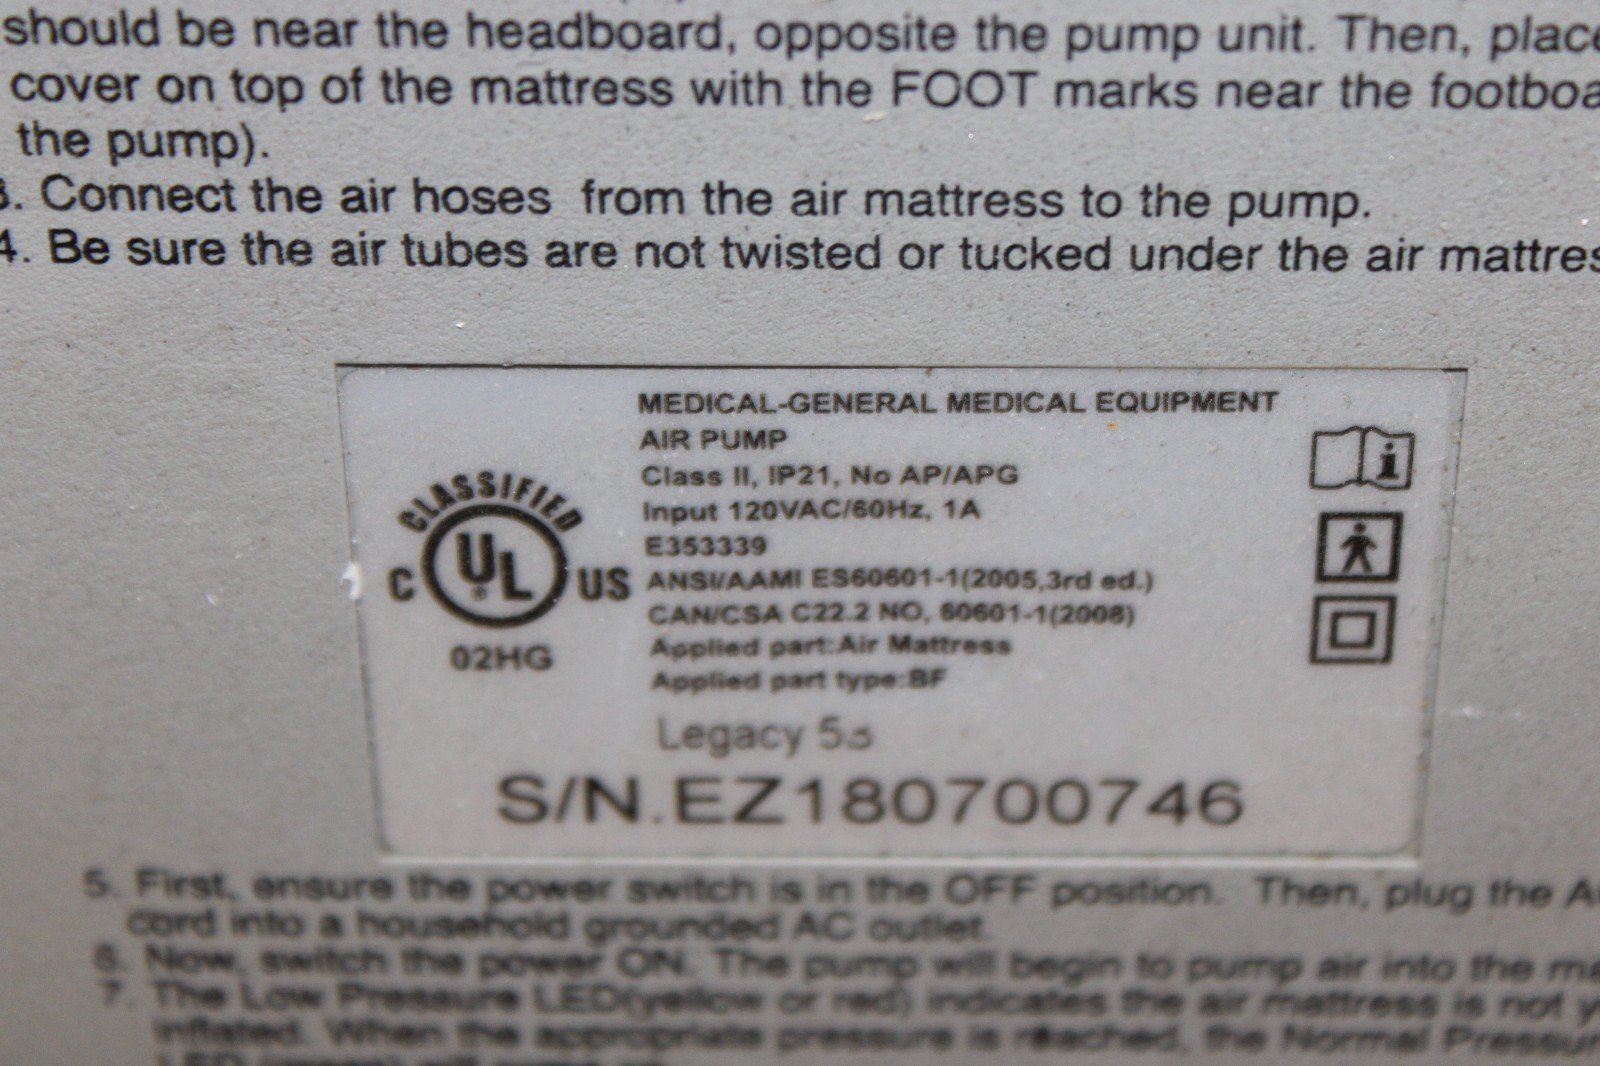 should be near the headboard, opposite the pump unit. Then, place
cover on top of the mattress with the FOOT marks near the footboa
the pump).
3. Connect the air hoses from the air mattress to the pump.
4. Be sure the air tubes are not twisted or tucked under the air mattres
MEDICAL-GENERAL MEDICAL EQUIPMENT
AIR PUMP
Class II, IP21, No AP/APG
Input 120VAC/60Hz, 1A
E353339
ANSI/AAMI ES60601-1(2005,3rd ed.)
CAN/CSA C22.2 NO. 60601-1(2008)
Applied part:Air Mattress
Applied part type:BF
CLASSIFIED
C UL® US
02HG
Legacy 5s
S/N.EZ180700746
5. First, ensure the power switch is in the OFF position. Then, plug the A
cord into a household grounded AC outlet.
6. Now, switch the power ON. The pump will begin to pump air into the ma
7. The Low Pressure LED(yellow or red) indicates the air mattress is not y
inflated. When the appropriate pressure is reached, the Normal Pressur